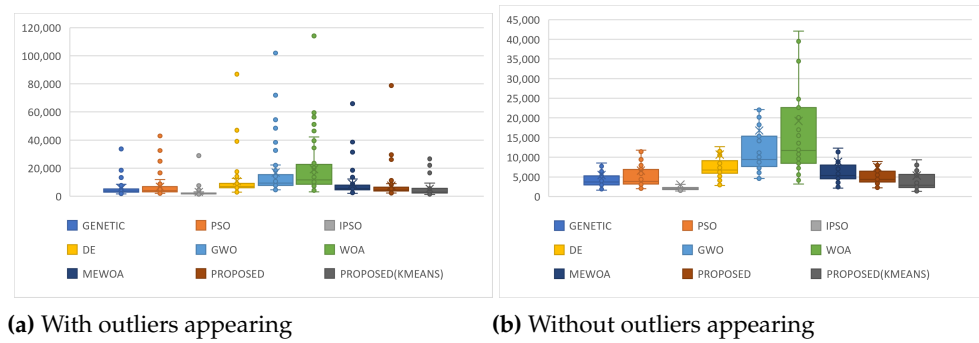 120,000
100,000
80,000
60,000
40,000
20,000
0
GENETIC PSO IPSO
DE GWO WOA
MEWOA PROPOSED PROPOSED(KMEANS)
45,000
40,000
35,000
30,000
25,000
20,000
15,000
10,000
5,000
0
GENETIC PSO IPSO
DE GWO WOA
MEWOA PROPOSED PROPOSED(KMEANS)
(a) With outliers appearing
(b) Without outliers appearing